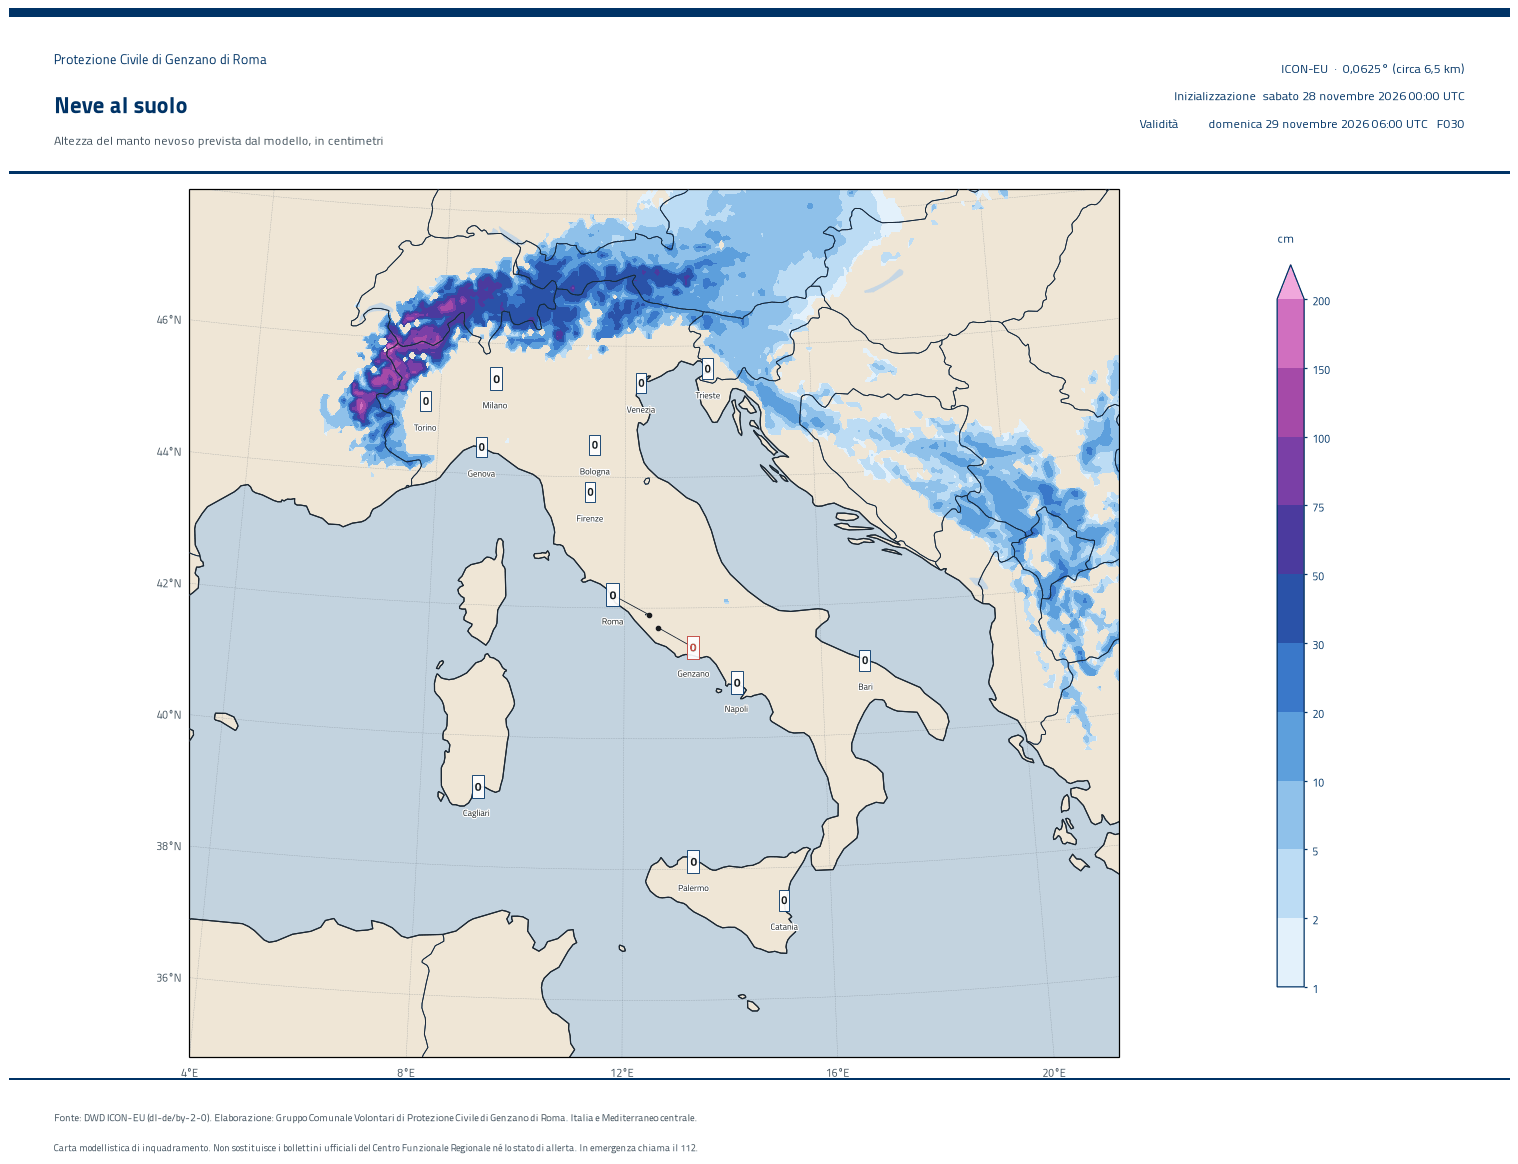 Protezione Civile di Genzano di Roma
Neve al suolo
Altezza del manto nevoso prevista dal modello, in centimetri
ICON-EU · 0,0625° (circa 6,5 km)
Inizializzazione sabato 28 novembre 2026 00:00 UTC
Validità domenica 29 novembre 2026 06:00 UTC F030
cm
200
150
100
75
50
30
20
10
5
2
1
46°N
44°N
42°N
40°N
38°N
36°N
4°E
8°E
12°E
16°E
20°E
0
Trieste
0
Milano
0
Venezia
0
Torino
0
Genova
0
Bologna
0
Firenze
0
Roma
0
Genzano
0
Bari
0
Napoli
0
Cagliari
0
Palermo
0
Catania
Fonte: DWD ICON-EU (dl-de/by-2-0). Elaborazione: Gruppo Comunale Volontari di Protezione Civile di Genzano di Roma. Italia e Mediterraneo centrale.
Carta modellistica di inquadramento. Non sostituisce i bollettini ufficiali del Centro Funzionale Regionale né lo stato di allerta. In emergenza chiama il 112.